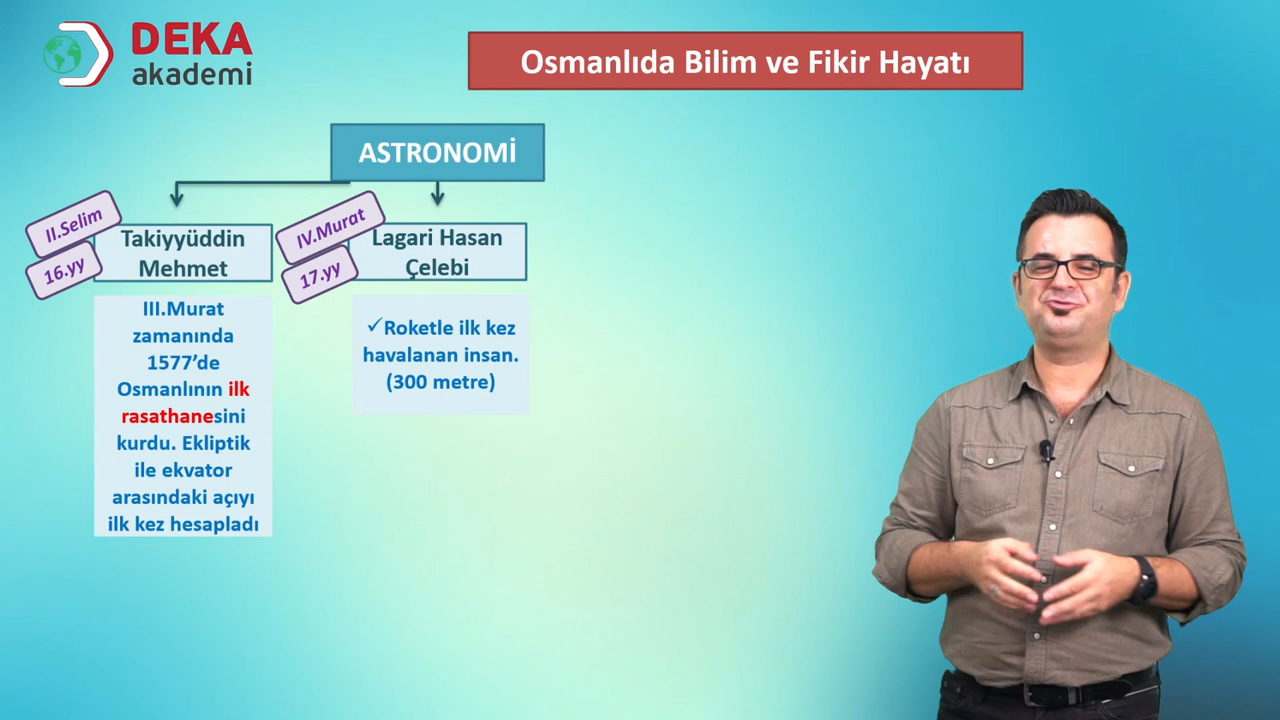 DEKA
akademi
Osmanlıda Bilim ve Fikir Hayatı
ASTRONOMİ
II.Selim
16.yy
Takiyyüddin
Mehmet
III.Murat
zamanında
1577’de
Osmanlının ilk
rasathanesini
kurdu. Ekliptik
ile ekvator
arasındaki açıyı
ilk kez hesapladı
IV.Murat
17.yy
Lagari Hasan
Çelebi
✓Roketle ilk kez
havalanan insan.
(300 metre)